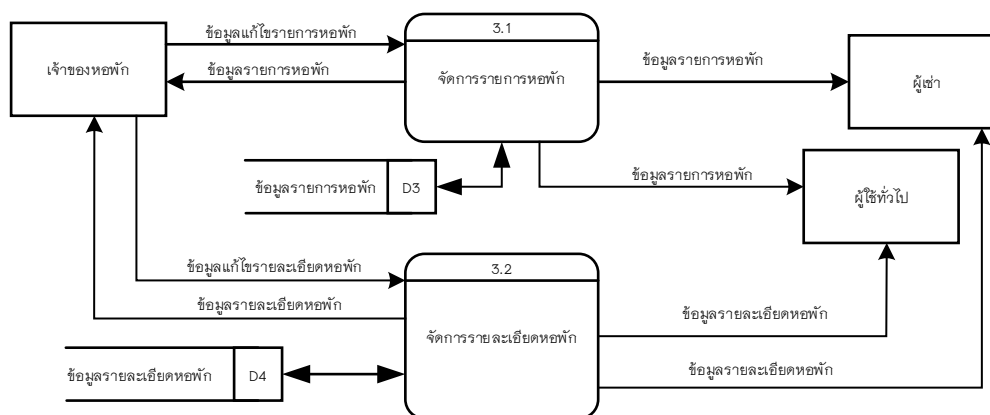 ข้อมูลแก้ไขรายการหอพัก
3.1
เจ้าของหอพัก
ข้อมูลรายการหอพัก
จัดการรายการหอพัก
ข้อมูลรายการหอพัก
ผู้เช่า
ข้อมูลรายการหอพัก
D3
ข้อมูลรายการหอพัก
ผู้ใช้ทั่วไป
ข้อมูลแก้ไขรายละเอียดหอพัก
3.2
ข้อมูลรายละเอียดหอพัก
จัดการรายละเอียดหอพัก
ข้อมูลรายละเอียดหอพัก
ข้อมูลรายละเอียดหอพัก
D4
ข้อมูลรายละเอียดหอพัก